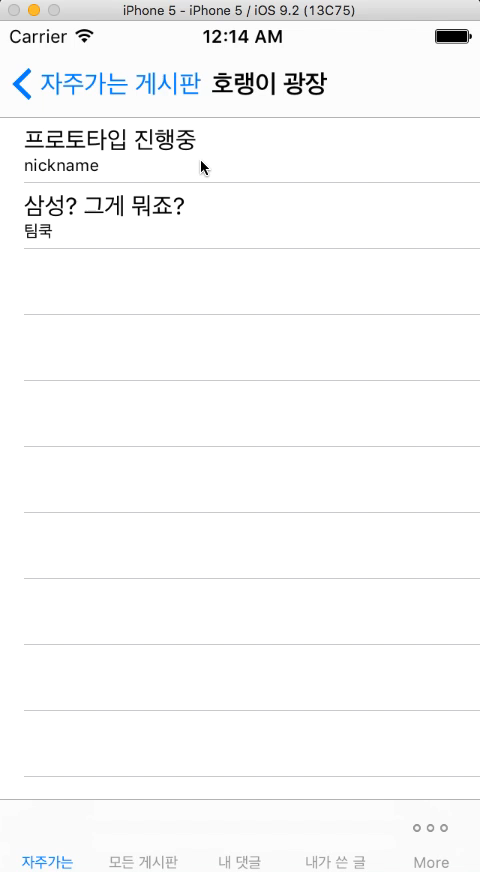 iPhone 5 - iPhone 5 / iOS 9.2 (13C75)
Carrier 12:14 AM
자주가는 게시판 호랭이 광장
프로토타입 진행중
nickname
삼성? 그게 뭐죠?
팀쿡
자주가는 모든 게시판 내 댓글 내가 쓴 글 More